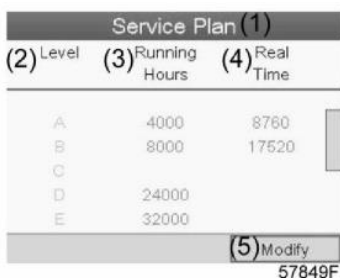 Service Plan (1)
(2) Level (3) Running Hours (4) Real Time
A 4000 8760
B 8000 17520
C
D 24000
E 32000
(5) Modify
57849F